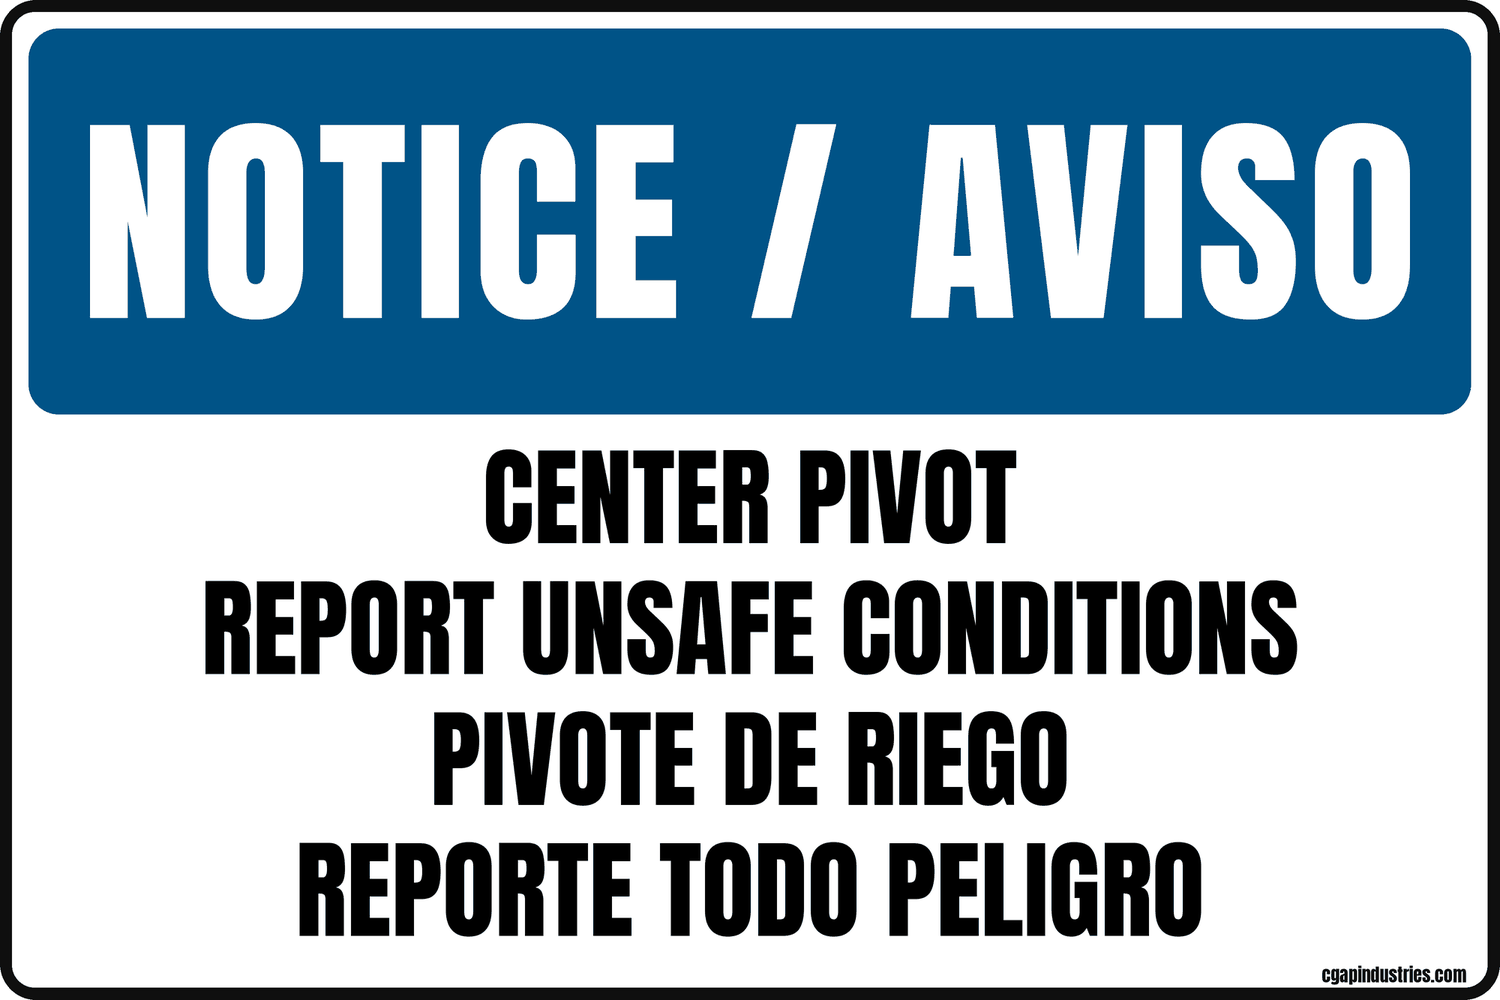 NOTICE / AVISO
CENTER PIVOT
REPORT UNSAFE CONDITIONS
PIVOTE DE RIEGO
REPORTE TODO PELIGRO
cgapindustries.com